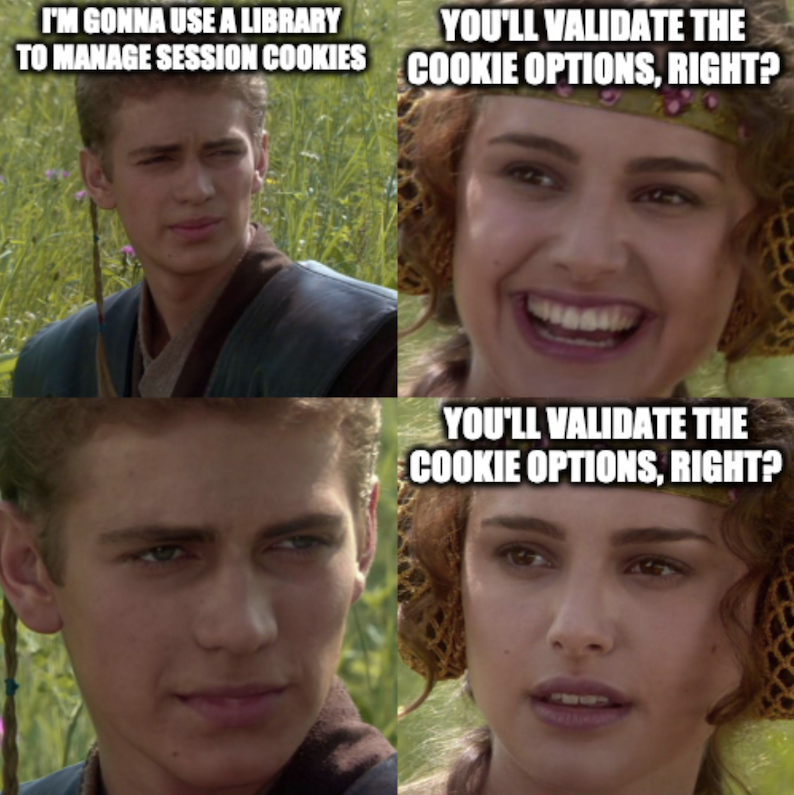 I'M GONNA USE A LIBRARY
TO MANAGE SESSION COOKIES
YOU'LL VALIDATE THE
COOKIE OPTIONS, RIGHT?
YOU'LL VALIDATE THE
COOKIE OPTIONS, RIGHT?